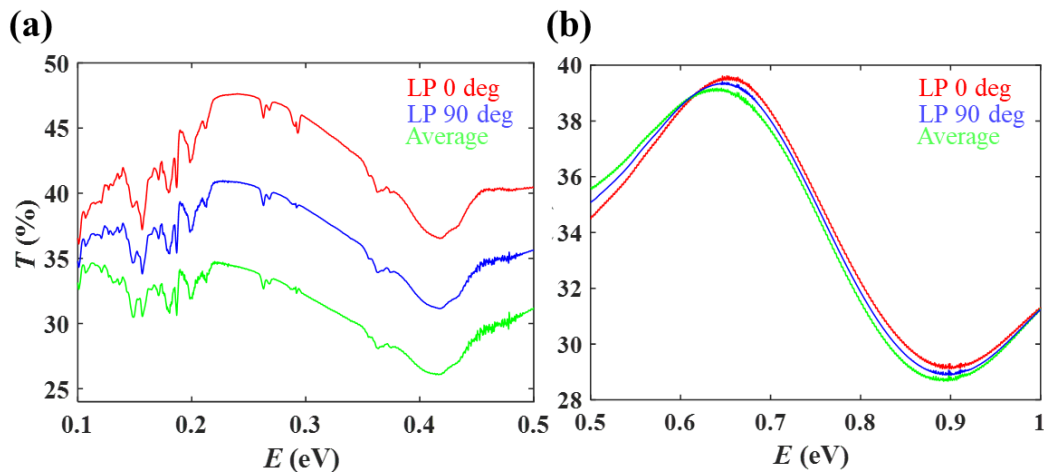 (a)
50
45
40
35
30
24
T (%)
0.1 0.2 0.3 0.4 0.5
E (eV)
LP 0 deg
LP 90 deg
Average
(b)
40
38
36
34
32
30
28
0.5 0.6 0.7 0.8 0.9 1
E (eV)
LP 0 deg
LP 90 deg
Average